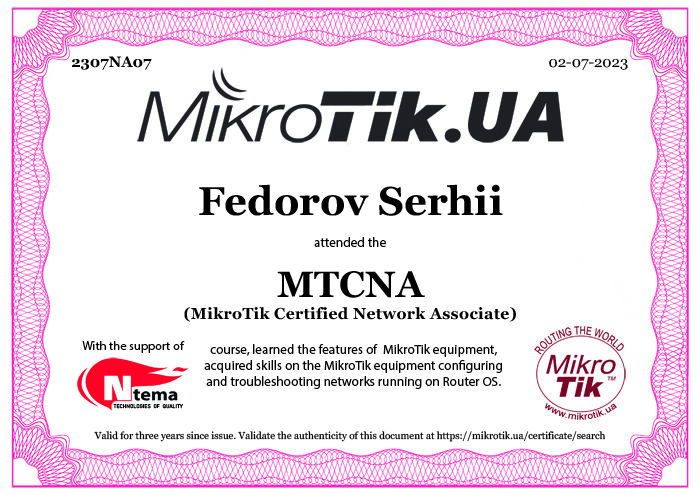 2307NA07
02-07-2023
MikroTik.UA
Fedorov Serhii
attended the
MTCNA
(MikroTik Certified Network Associate)
With the support of
Ntema
TECHNOLOGIES OF QUALITY
course, learned the features of MikroTik equipment,
acquired skills on the MikroTik equipment configuring
and troubleshooting networks running on Router OS.
ROUTING THE WORLD
Mikro
Tik™
www.mikrotik.ua
Valid for three years since issue. Validate the authenticity of this document at https://mikrotik.ua/certificate/search